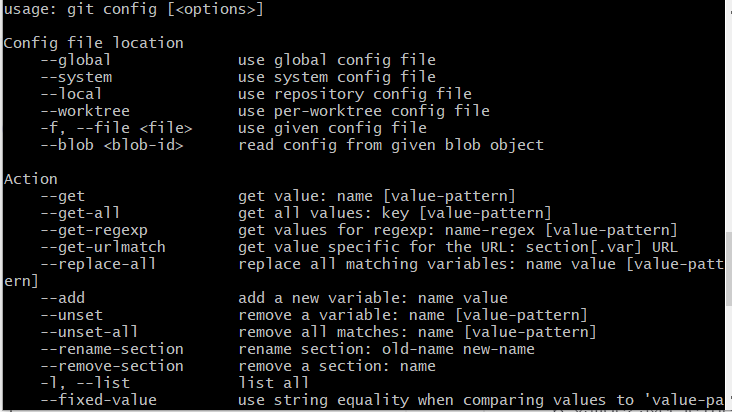 usage: git config [<options>]
Config file location
--global use global config file
--system use system config file
--local use repository config file
--worktree use per-worktree config file
-f, --file <file> use given config file
--blob <blob-id> read config from given blob object
Action
--get get value: name [value-pattern]
--get-all get all values: key [value-pattern]
--get-regexp get values for regexp: name-regex [value-pattern]
--get-urlmatch get value specific for the URL: section[.var] URL
--replace-all replace all matching variables: name value [value-patt
ern]
--add add a new variable: name value
--unset remove a variable: name [value-pattern]
--unset-all remove all matches: name [value-pattern]
--rename-section rename section: old-name new-name
--remove-section remove a section: name
-l, --list list all
--fixed-value use string equality when comparing values to 'value-pa